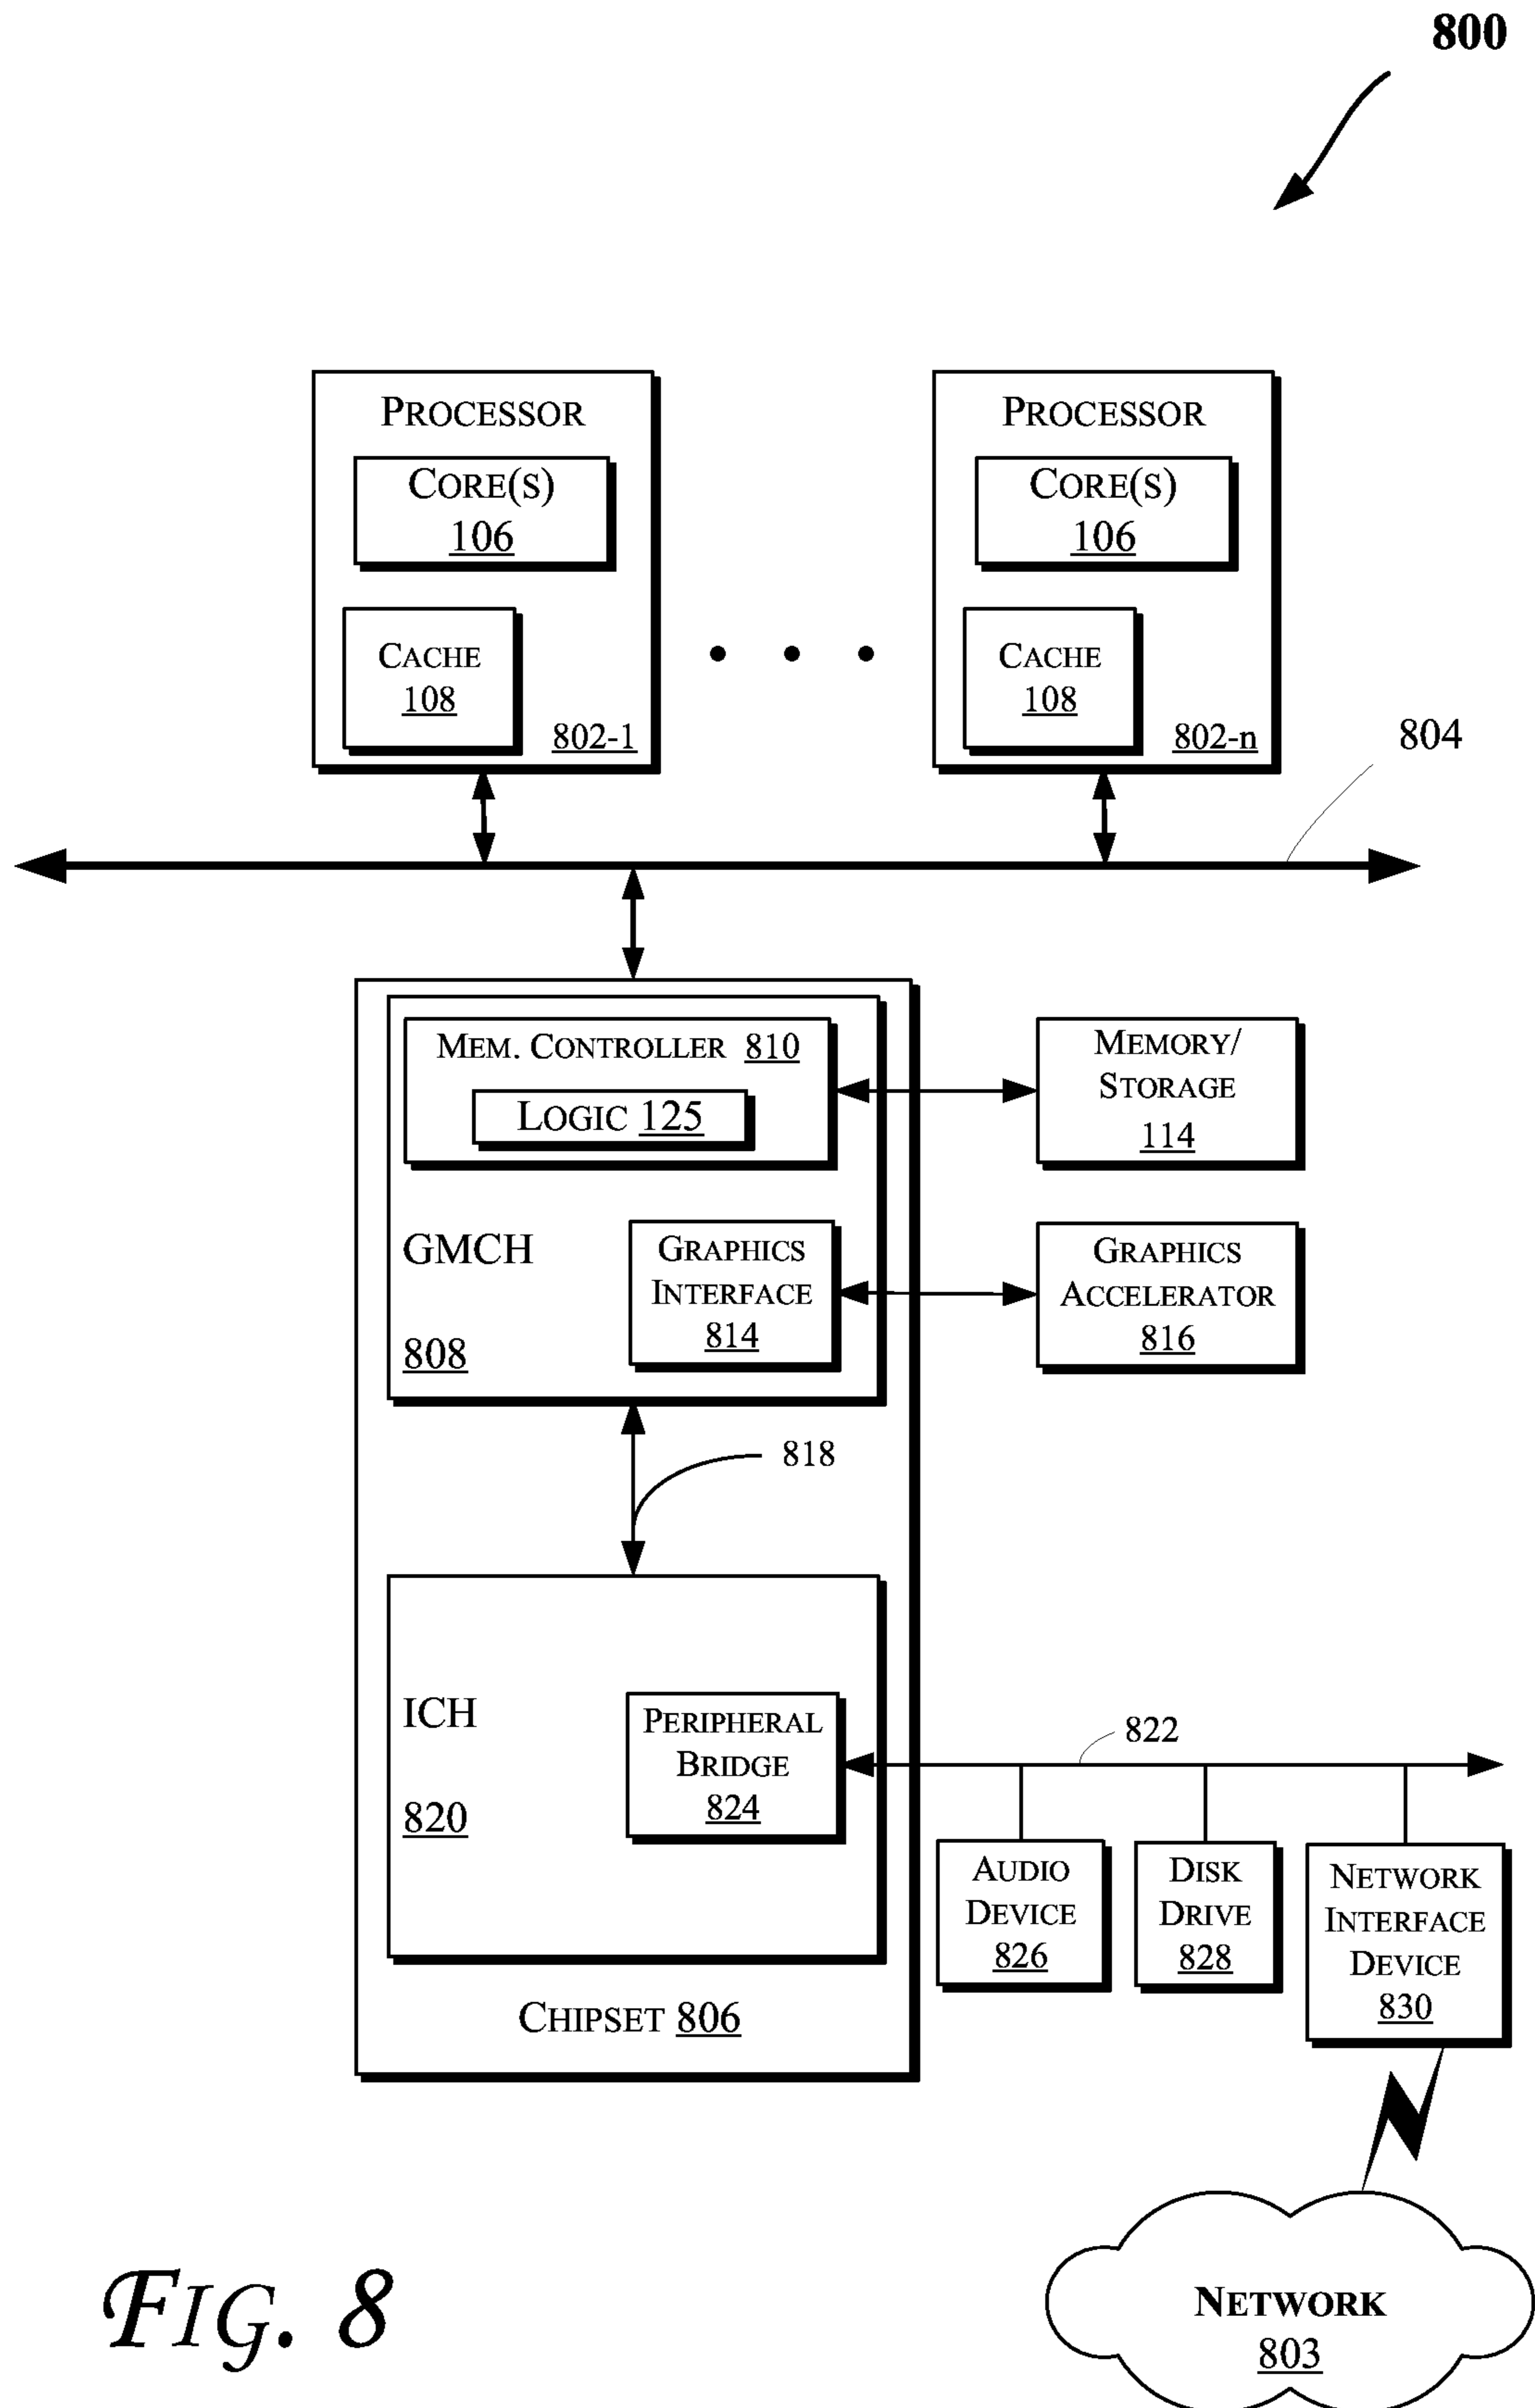 800
PROCESSOR
CORE(S)
106
CACHE
108
802-1
PROCESSOR
CORE(S)
106
CACHE
108
802-n
804
MEM. CONTROLLER 810
LOGIC 125
MEMORY/
STORAGE
114
GMCH
808
GRAPHICS
INTERFACE
814
GRAPHICS
ACCELERATOR
816
818
ICH
820
PERIPHERAL
BRIDGE
824
822
AUDIO
DEVICE
826
DISK
DRIVE
828
NETWORK
INTERFACE
DEVICE
830
CHIPSET 806
NETWORK
803
FIG. 8